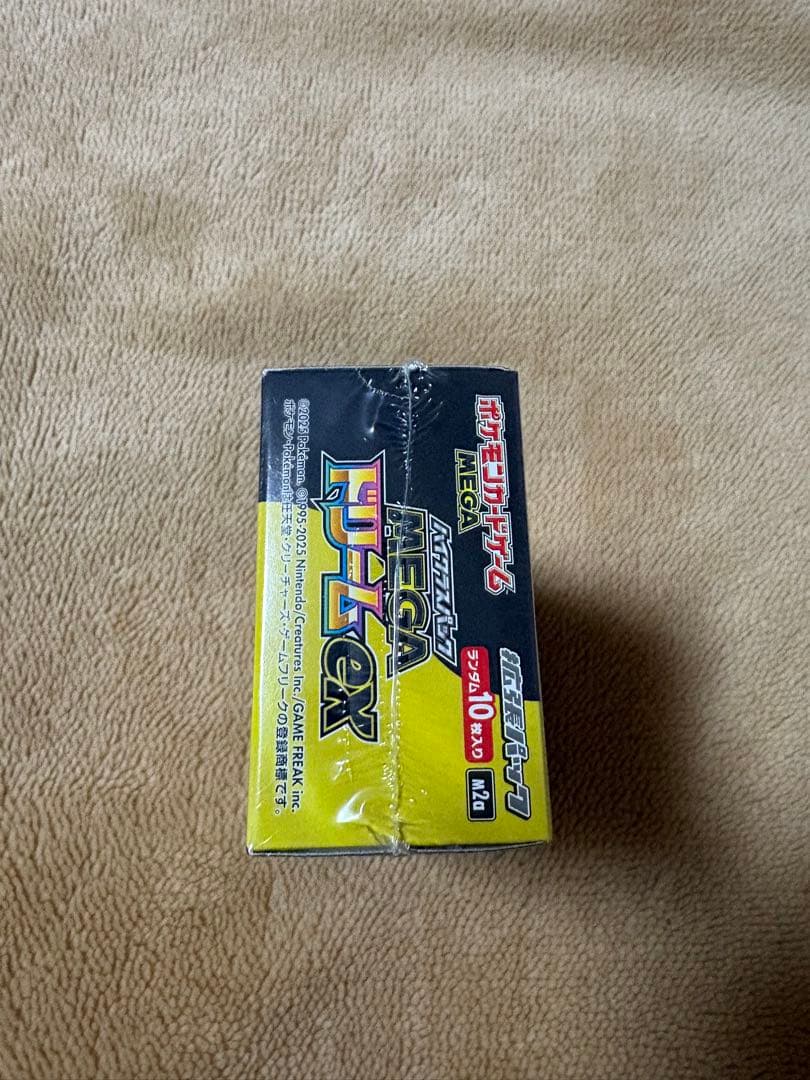 ポケモンカードゲーム
MEGA
拡張パック
ハイクラスパック
MEGA
ドリームex
ランダム10枚入り
M2a
©2025 Pokémon. ©1995-2025 Nintendo/Creatures Inc./GAME FREAK inc.
ポケモン・Pokémonは任天堂・クリーチャーズ・ゲームフリークの登録商標です。